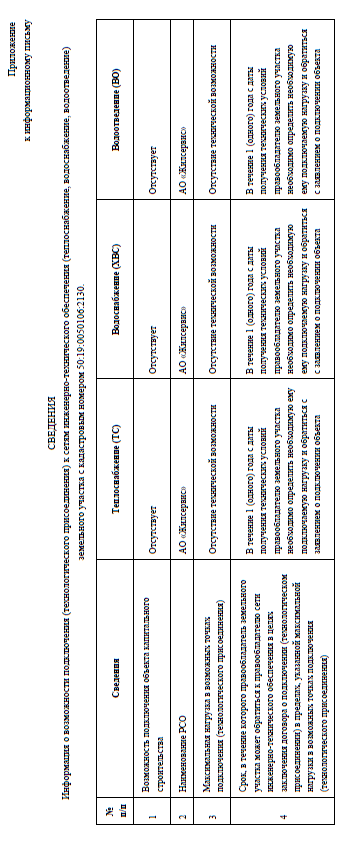 Приложение
к информационному письму
СВЕДЕНИЯ
Информация о возможности подключения (технологического присоединения) к сетям инженерно-технического обеспечения (теплоснабжение, водоснабжение, водоотведение)
земельного участка с кадастровым номером 50:19:0050106:2130.
№
п/п
Сведения
Теплоснабжение (ТС)
Водоснабжение (ХВС)
Водоотведение (ВО)
1
Возможность подключения объекта капитального
строительства
Отсутствует
Отсутствует
Отсутствует
2
Наименование РСО
АО «Жилсервис»
АО «Жилсервис»
АО «Жилсервис»
3
Максимальная нагрузка в возможных точках
подключения (технологического присоединения)
Отсутствие технической возможности
Отсутствие технической возможности
Отсутствие технической возможности
4
Срок, в течение которого правообладатель земельного
участка может обратиться к правообладателю сети
инженерно-технического обеспечения в целях
заключения договора о подключении (технологическом
присоединении) в пределах, указанной максимальной
нагрузки в возможных точках подключения
(технологического присоединения)
В течение 1 (одного) года с даты
получения технических условий
правообладателю земельного участка
необходимо определить необходимую ему
подключаемую нагрузку и обратиться с
заявлением о подключении объекта
В течение 1 (одного) года с даты
получения технических условий
правообладателю земельного участка
необходимо определить необходимую
ему подключаемую нагрузку и обратиться
с заявлением о подключении объекта
В течение 1 (одного) года с даты
получения технических условий
правообладателю земельного участка
необходимо определить необходимую
ему подключаемую нагрузку и обратиться
с заявлением о подключении объекта